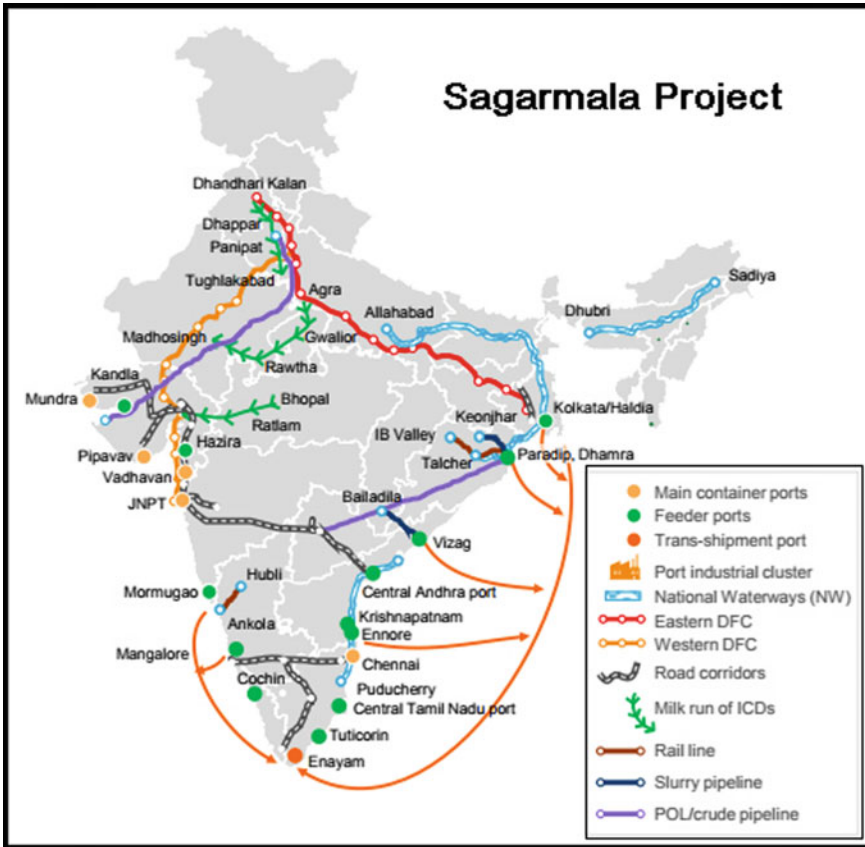 Sagarmala Project
Dhandhari Kalan
Dhappar
Panipat
Tughlakabad
Agra
Allahabad
Dhubri
Sadiya
Madhosingh
Gwalior
Rawtha
Kandla
Mundra
Bhopal
Ratlam
Keonjhar
Kolkata/Haldia
IB Valley
Hazira
Talcher
Paradip, Dhamra
Pipavav
Vadhavan
JNPT
Bailadila
Vizag
Hubli
Central Andhra port
Mormugao
Ankola
Krishnapatnam
Ennore
Mangalore
Chennai
Cochin
Puducherry
Central Tamil Nadu port
Tuticorin
Enayam
Main container ports
Feeder ports
Trans-shipment port
Port industrial cluster
National Waterways (NW)
Eastern DFC
Western DFC
Road corridors
Milk run of ICDs
Rail line
Slurry pipeline
POL/crude pipeline